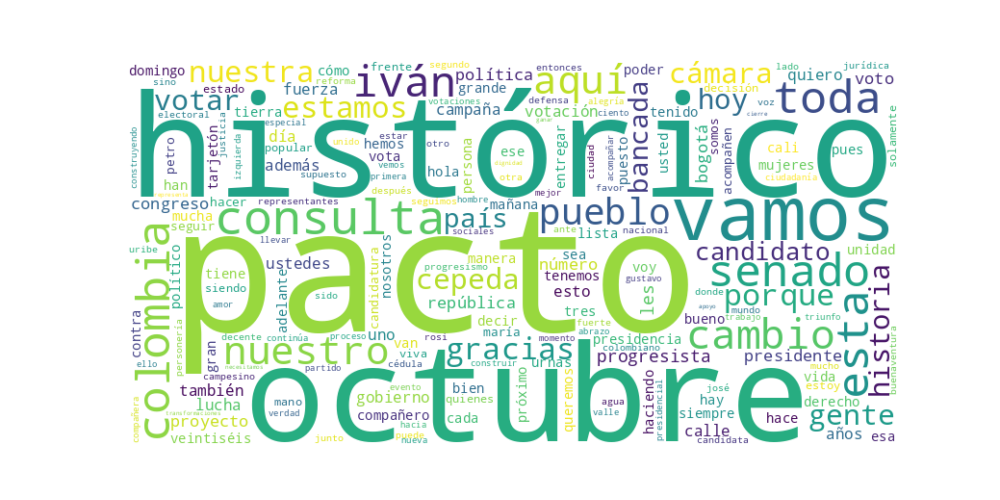 domingo
nuestra
cómo
frente
iván
política
entonces
aquí
poder
cámara
lado
jurídica
sino
segundo
reforma
grande
decisión
quiero
voto
votar
estado
fuerza
estamos
votaciones
campaña
defensa
alegría
votación
ciento
hoy
tenido
voz
toda
electoral
tierra
especial
histórico
construyendo
tarjetón
justicia
día
hemos
estar
otro
ese
entregar
ciudad
acompañar
usted
bancada
bogotá
somos
acompañen
cali
pues
solamente
petro
popular
izquierda
unido
vota
vemos
persona
puesto
mujeres
ciudadanía
además
supuesto
primera
hola
otra
favor
han
después
seguimos
hombre
mejor
congreso
hacer
representantes
mañana
pueblo
vamos
mucha
seguir
consulta
país
ante
lista
nacional
sociales
uribe
colombia
político
llevar
nosotros
pacto
manera
sea
candidato
unidad
ustedes
progresismo
número
tenemos
voy
senado
tiene
candidatura
cepeda
esto
les
gustavo
donde
siendo
amor
sido
república
porque
mundo
historia
adelante
tres
bueno
apoyo
trabajo
triunfo
contra
personería
decente
continúa
proceso
uno
decir
maría
fuerte
abrazo
presidencia
colombiano
cambio
esta
buenaventura
gran
nuestro
van
viva
rosi
gracias
momento
urnas
progresista
presidente
ello
necesitamos
campesino
partido
cédula
construir
mucho
también
mano
evento
gobierno
bien
quienes
próximo
queremos
agua
haciendo
presidencial
josé
hay
vida
estoy
derecho
compañera
lucha
verdad
octubre
compañero
cada
valle
siempre
hace
gente
proyecto
veintiséis
junto
hacia
puede
nueva
calle
candidata
años
esa